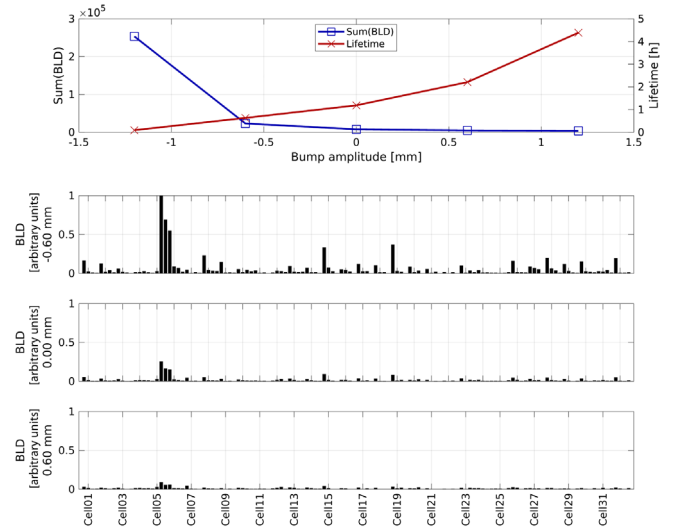 3 ×10^5
2
1
0
Sum(BLD)
Sum(BLD)
Lifetime
5
4
3
2
1
0
Lifetime [h]
-1.5 -1 -0.5 0 0.5 1 1.5
Bump amplitude [mm]
1
0.5
0
BLD
[arbitrary units]
-0.60 mm
1
0.5
0
BLD
[arbitrary units]
0.00 mm
1
0.5
0
BLD
[arbitrary units]
0.60 mm
Cell01
Cell03
Cell05
Cell07
Cell09
Cell11
Cell13
Cell15
Cell17
Cell19
Cell21
Cell23
Cell25
Cell27
Cell29
Cell31